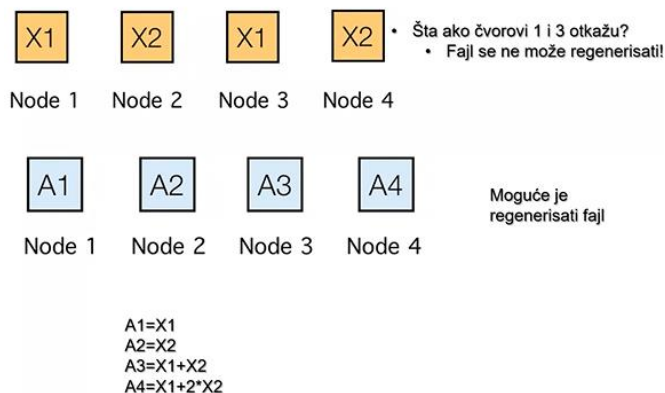 X1 X2 X1 X2
• Šta ako čvorovi 1 i 3 otkažu?
• Fajl se ne može regenerisati!
Node 1 Node 2 Node 3 Node 4
A1 A2 A3 A4
Moguće je
regenerisati fajl
Node 1 Node 2 Node 3 Node 4
A1=X1
A2=X2
A3=X1+X2
A4=X1+2*X2